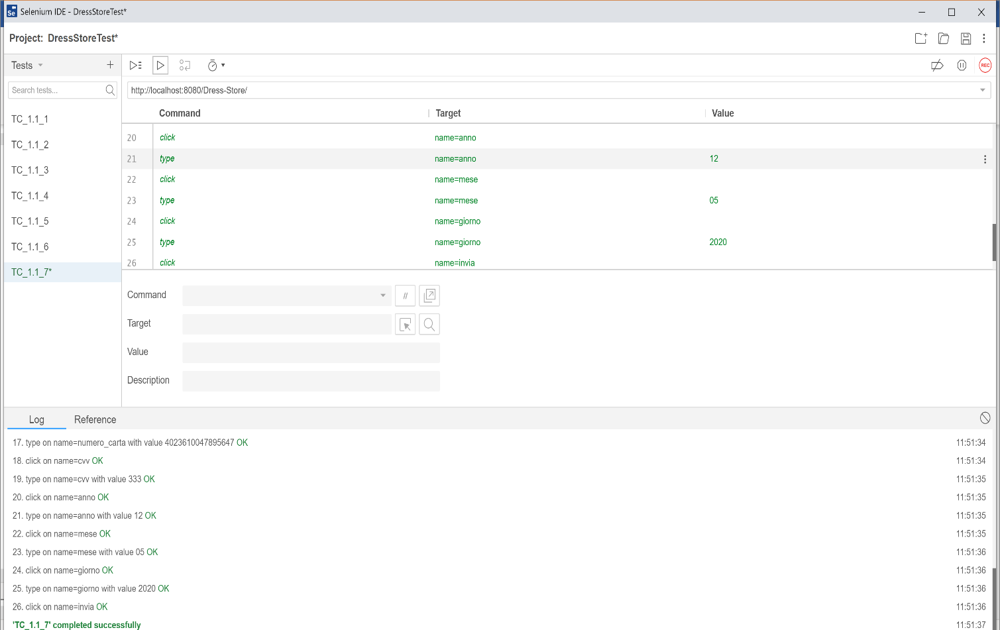 Selenium IDE - DressStoreTest*
Project: DressStoreTest*
Tests
Search tests...
REC
http://localhost:8080/Dress-Store/
TC_1.1_1
TC_1.1_2
TC_1.1_3
TC_1.1_4
TC_1.1_5
TC_1.1_6
TC_1.1_7*
Command Target Value
20 click name=anno
21 type name=anno 12
22 click name=mese
23 type name=mese 05
24 click name=giorno
25 type name=giorno 2020
26 click name=invia
Command //
Target
Value
Description
Log Reference
17. type on name=numero_carta with value 4023610047895647 OK 11:51:34
18. click on name=cvv OK 11:51:34
19. type on name=cvv with value 333 OK 11:51:35
20. click on name=anno OK 11:51:35
21. type on name=anno with value 12 OK 11:51:35
22. click on name=mese OK 11:51:35
23. type on name=mese with value 05 OK 11:51:36
24. click on name=giorno OK 11:51:36
25. type on name=giorno with value 2020 OK 11:51:36
26. click on name=invia OK 11:51:36
'TC_1.1_7' completed successfully 11:51:37